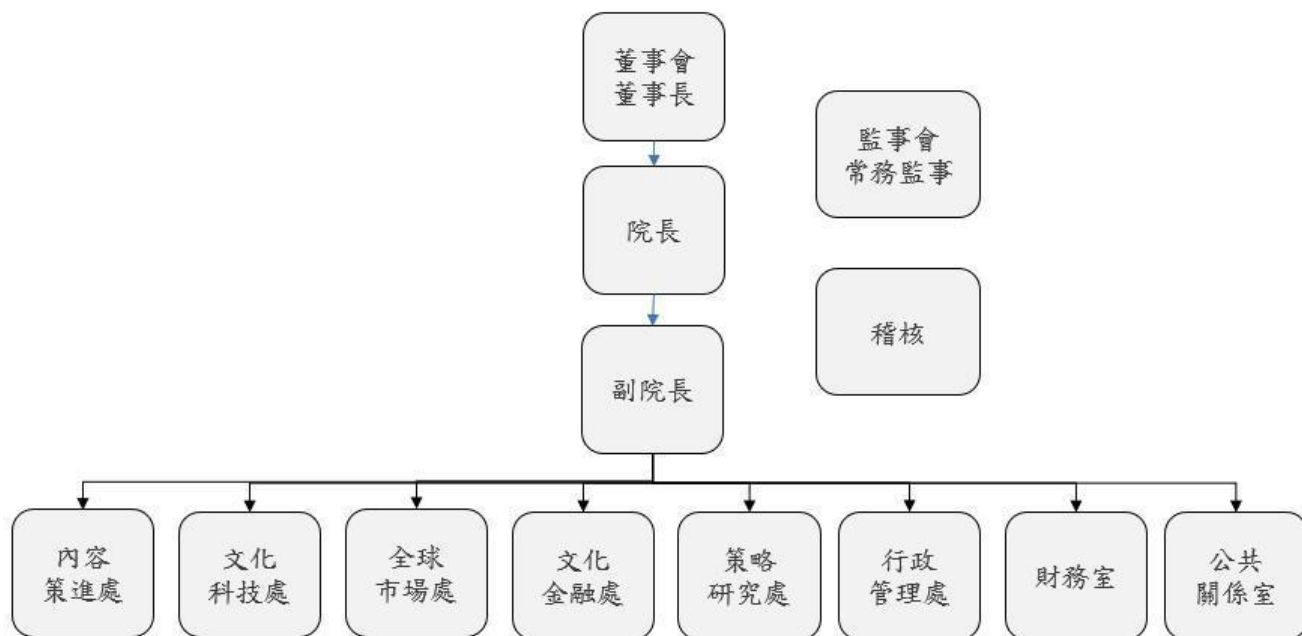 董事會
董事長
監事會
常務監事
院長
稽核
副院長
內容
策進處
文化
科技處
全球
市場處
文化
金融處
策略
研究處
行政
管理處
財務室
公共
關係室